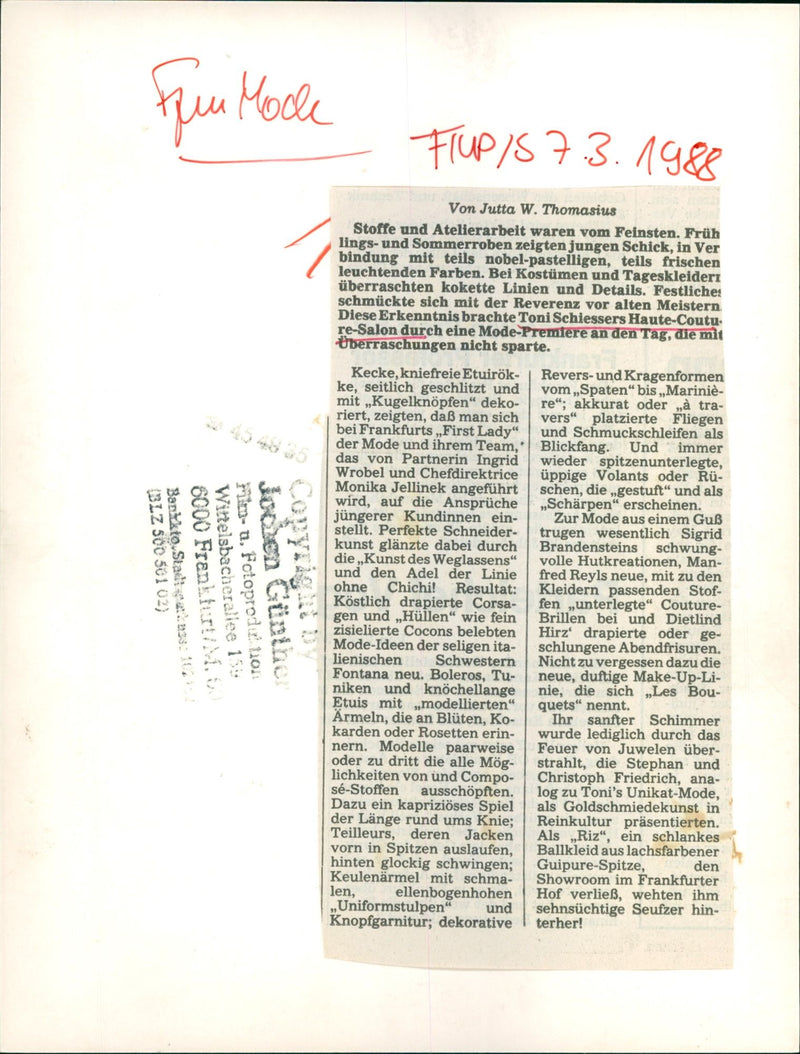 Mode
7.3.1988
Von Jutta W. Thomasius
Stoffe und Atelierarbeit waren vom Feinsten. Früh
lings- und Sommerroben zeigten jungen Schick, in Ver
bindung mit teils nobel-pastelligen, teils frischen
leuchtenden Farben. Bei Kostümen und Tageskleidern
überraschten kokette Linien und Details. Festliches
schmückte sich mit der Reverenz vor alten Meistern
Diese Erkenntnis brachte Toni Schiessers Haute-Coutu-
re-Salon durch eine Mode-Premiere an den Tag, die mit
Überraschungen nicht sparte.
Kecke, kniefreie Etuirök-
ke, seitlich geschlitzt und
mit „Kugelknöpfen“ deko-
riert, zeigten, daß man sich
bei Frankfurts „First Lady“
der Mode und ihrem Team,
das von Partnerin Ingrid
Wrobel und Chefdirektrice
Monika Jellinek angeführt
wird, auf die Ansprüche
jüngerer Kundinnen ein-
stellt. Perfekte Schneider-
kunst glänzte dabei durch
die „Kunst des Weglassens“
und den Adel der Linie
ohne Chichi! Resultat:
Köstlich drapierte Corsa-
gen und „Hüllen“ wie fein
zisielierte Cocons belebten
Mode-Ideen der seligen ita-
lienischen Schwestern
Fontana neu. Boleros, Tu-
niken und knöchellange
Etuis mit „modellierten“
Ärmeln, die an Blüten, Ko-
karden oder Rosetten erin-
nern. Modelle paarweise
oder zu dritt die alle Mög-
lichkeiten von und Compo-
sé-Stoffen ausschöpften.
Dazu ein kapriziöses Spiel
der Länge rund ums Knie;
Teilleurs, deren Jacken
vorn in Spitzen auslaufen,
hinten glockig schwingen;
Keulenärmel mit schma-
len, ellenbogenhohen
„Uniformstulpen“ und
Knopfgarnitur; dekorative
Revers- und Kragenformen
vom „Spaten“ bis „Mariniè-
re“; akkurat oder „à tra-
vers“ platzierte Fliegen
und Schmuckschleifen als
Blickfang. Und immer
wieder spitzenunterlegte,
üppige Volants oder Rü-
schen, die „gestuft“ und als
„Schärpen“ erscheinen.
Zur Mode aus einem Guß
trugen wesentlich Sigrid
Brandensteins schwung-
volle Hutkreationen, Man-
fred Reyls neue, mit zu den
Kleidern passenden Stof-
fen „unterlegte“ Couture-
Brillen bei und Dietlind
Hirz‘ drapierte oder ge-
schlungene Abendfrisuren.
Nicht zu vergessen dazu die
neue, duftige Make-Up-Li-
nie, die sich „Les Bou-
quets“ nennt.
Ihr sanfter Schimmer
wurde lediglich durch das
Feuer von Juwelen über-
strahlt, die Stephan und
Christoph Friedrich, ana-
log zu Toni's Unikat-Mode,
als Goldschmiedekunst in
Reinkultur präsentierten.
Als „Riz“, ein schlankes
Ballkleid aus lachsfarbener
Guipure-Spitze, den
Showroom im Frankfurter
Hof verließ, wehten ihm
sehnsüchtige Seufzer hin-
terher!
Copyright by
Jochen Günther
Film- u. Fotoproduktion
Wittelsbacherallee
6000 Frankfurt/M.
Bankkto. Stadtsparkasse
(BLZ 500 501 02)